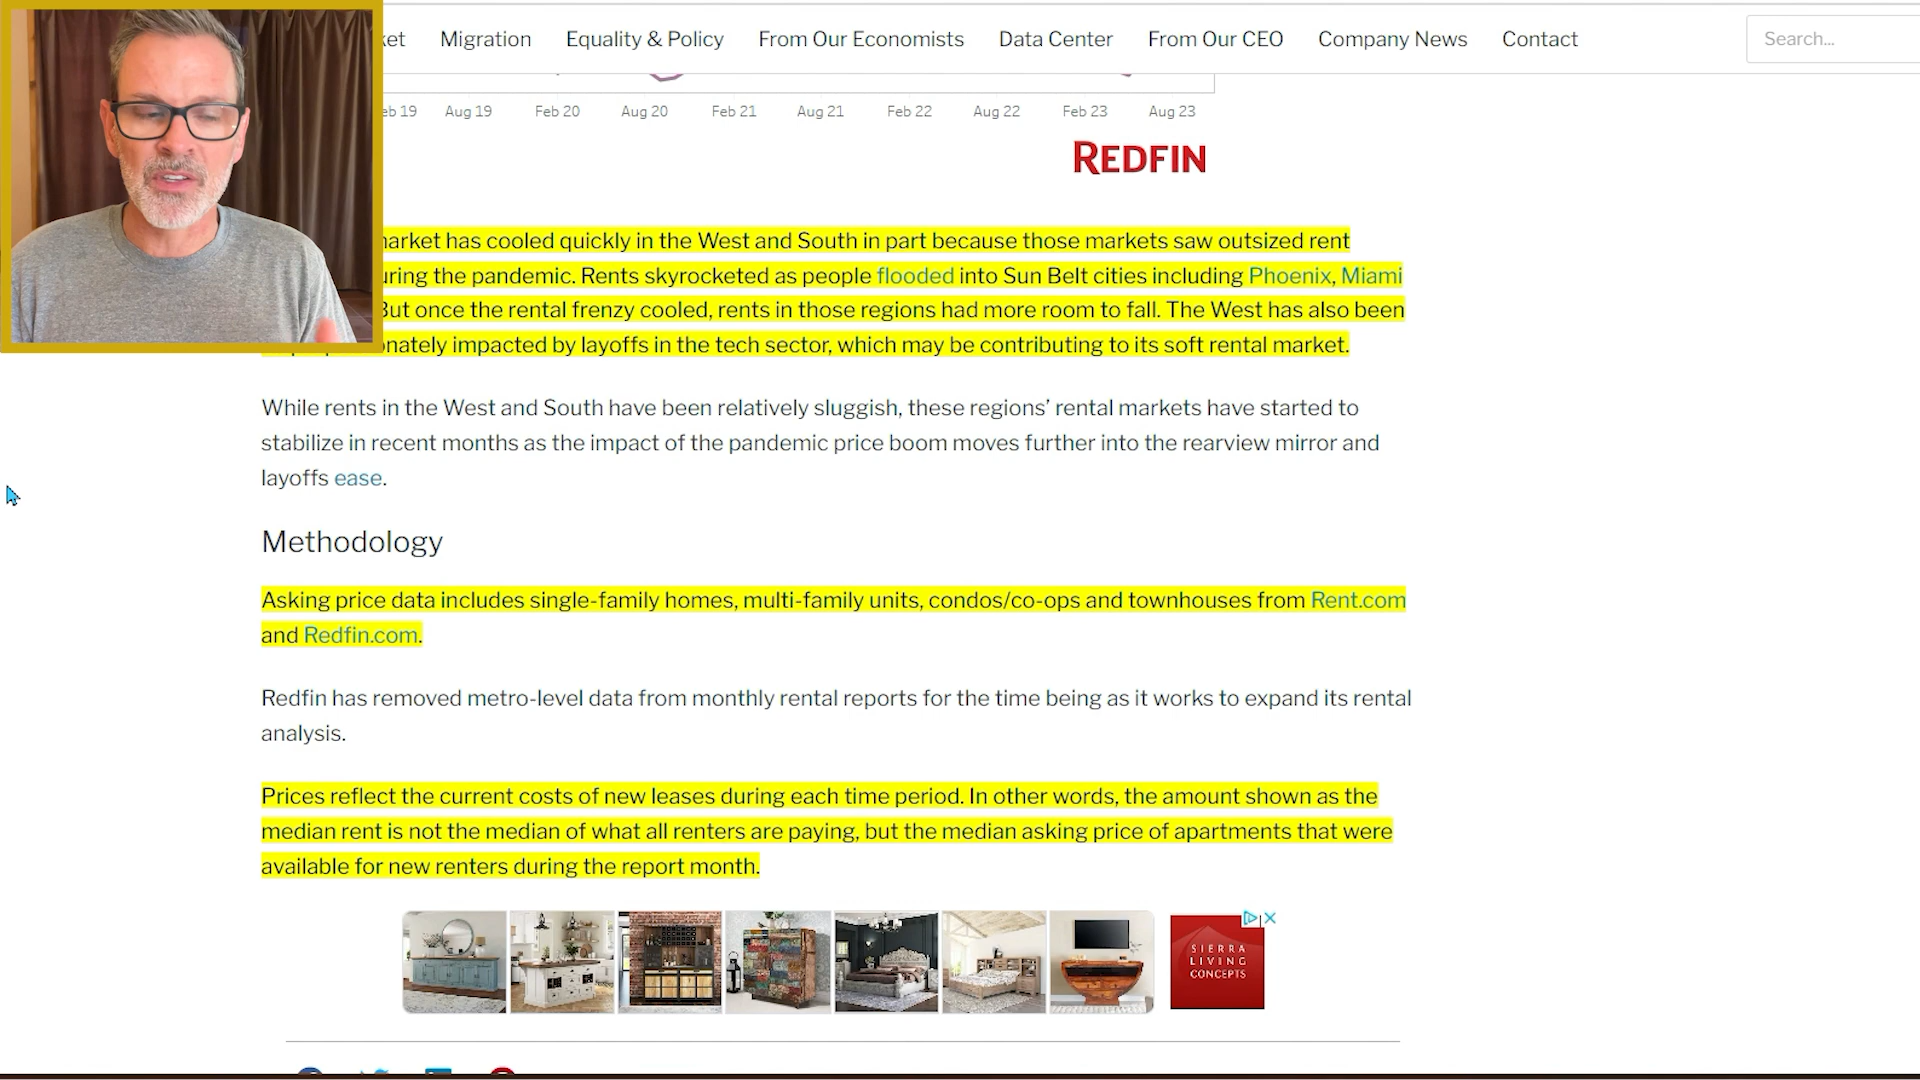 Migration Equality & Policy From Our Economists Data Center From Our CEO Company News Contact Search...
Aug 19 Feb 20 Aug 20 Feb 21 Aug 21 Feb 22 Aug 22 Feb 23 Aug 23
REDFIN
market has cooled quickly in the West and South in part because those markets saw outsized rent
the pandemic. Rents skyrocketed as people flooded into Sun Belt cities including Phoenix, Miami
But once the rental frenzy cooled, rents in those regions had more room to fall. The West has also been
impacted by layoffs in the tech sector, which may be contributing to its soft rental market.
While rents in the West and South have been relatively sluggish, these regions’ rental markets have started to
stabilize in recent months as the impact of the pandemic price boom moves further into the rearview mirror and
layoffs ease.
Methodology
Asking price data includes single-family homes, multi-family units, condos/co-ops and townhouses from Rent.com
and Redfin.com.
Redfin has removed metro-level data from monthly rental reports for the time being as it works to expand its rental
analysis.
Prices reflect the current costs of new leases during each time period. In other words, the amount shown as the
median rent is not the median of what all renters are paying, but the median asking price of apartments that were
available for new renters during the report month.
SIERRA
LIVING
CONCEPTS